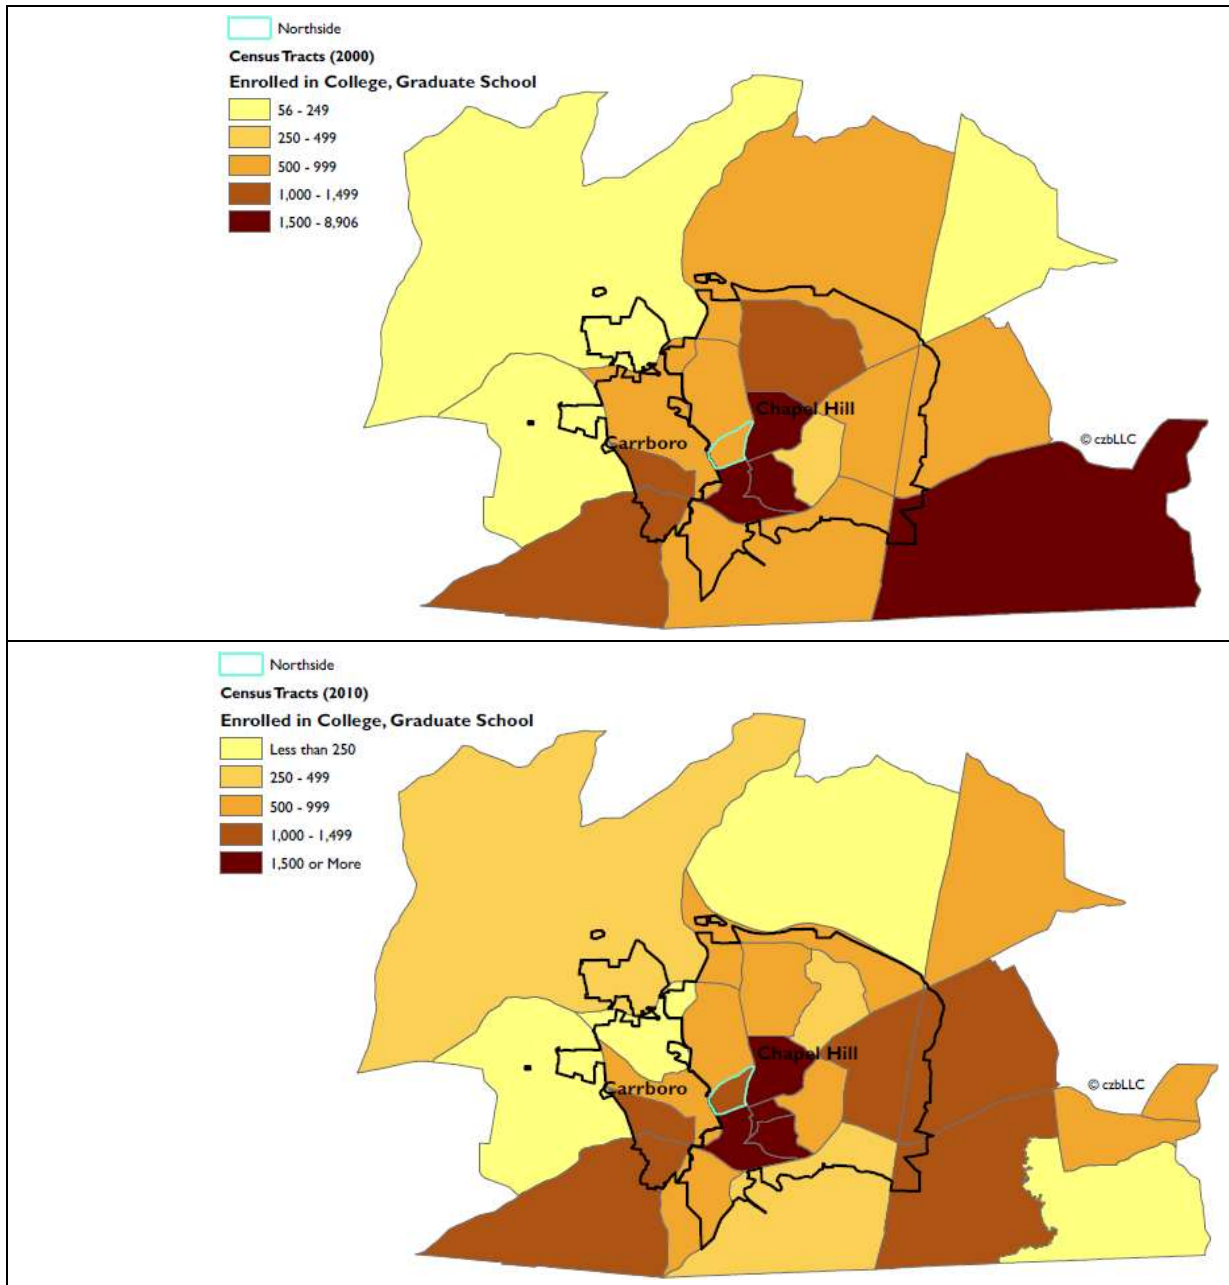 Northside
Census Tracts (2000)
Enrolled in College, Graduate School
56 - 249
250 - 499
500 - 999
1,000 - 1,499
1,500 - 8,906
Chapel Hill
Carrboro
© czbLLC
Northside
Census Tracts (2010)
Enrolled in College, Graduate School
Less than 250
250 - 499
500 - 999
1,000 - 1,499
1,500 or More
Chapel Hill
Carrboro
© czbLLC